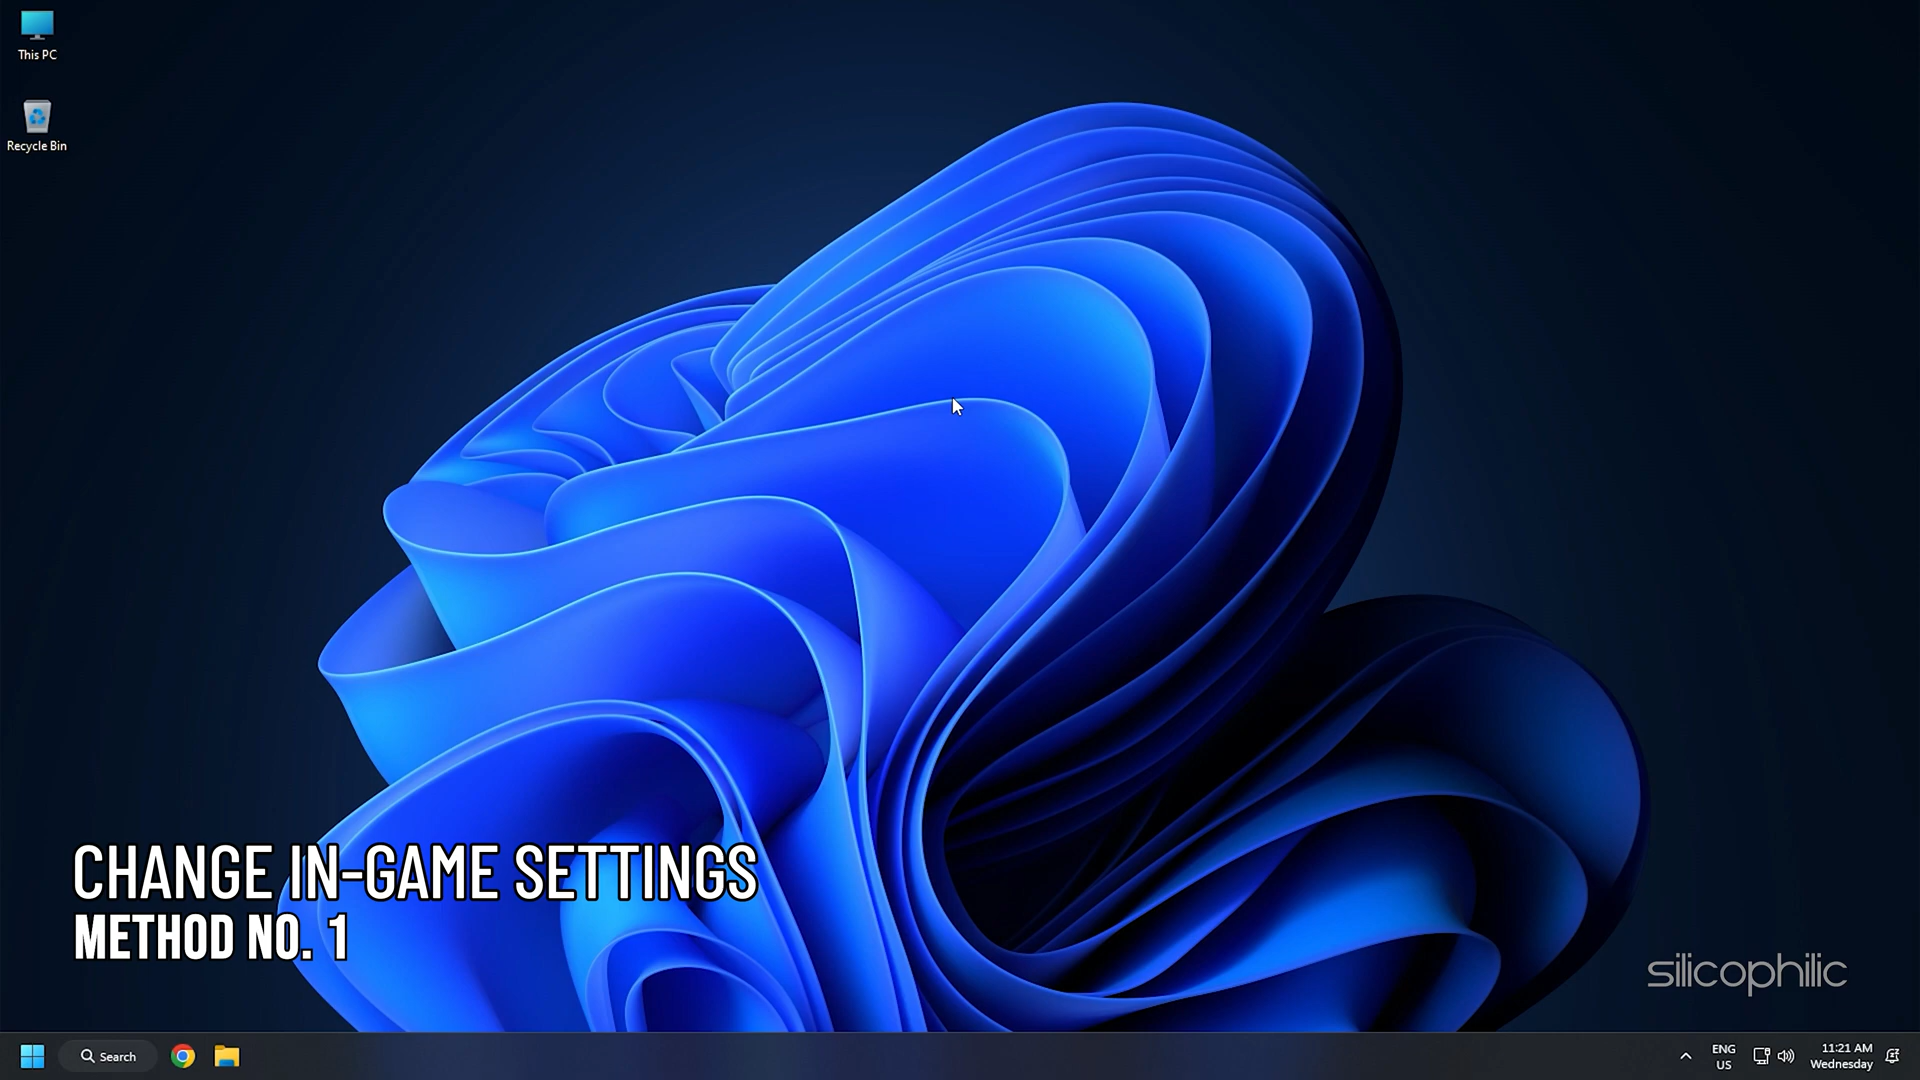 This PC
Recycle Bin
CHANGE IN-GAME SETTINGS
METHOD NO. 1
silicophilic
Search
ENG
US
11:21 AM
Wednesday